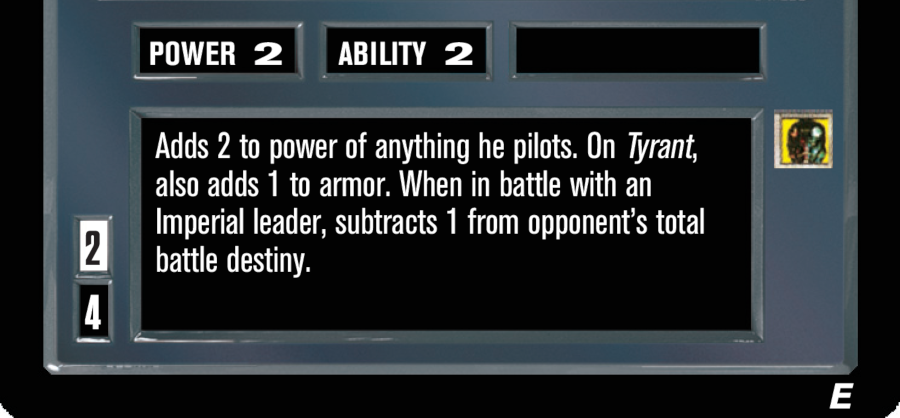 POWER 2 ABILITY 2
Adds 2 to power of anything he pilots. On Tyrant,
also adds 1 to armor. When in battle with an
Imperial leader, subtracts 1 from opponent's total
battle destiny.
2
4
E